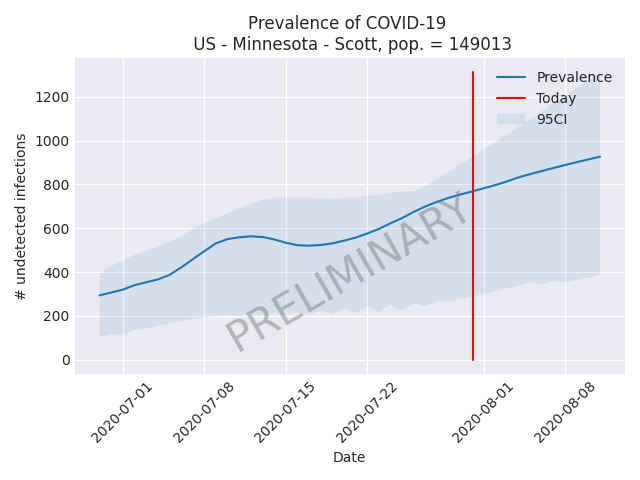 Prevalence of COVID-19
US - Minnesota - Scott, pop. = 149013
Prevalence
Today
95CI
1200
1000
800
600
400
200
0
# undetected infections
PRELIMINARY
2020-07-01
2020-07-08
2020-07-15
2020-07-22
2020-08-01
2020-08-08
Date